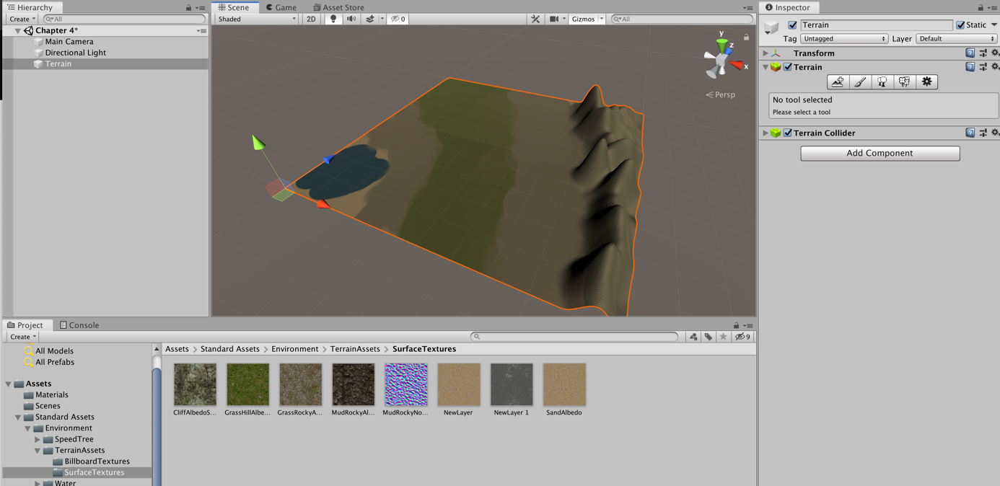 Hierarchy
Create
All
Chapter 4*
Main Camera
Directional Light
Terrain
Scene
Game
Asset Store
Shaded
2D
0
Gizmos
All
y
z
x
Persp
Inspector
Terrain
Static
Tag
Untagged
Layer
Default
Transform
Terrain
No tool selected
Please select a tool
Terrain Collider
Add Component
Project
Console
Create
9
All Models
All Prefabs
Assets
Materials
Scenes
Standard Assets
Environment
SpeedTree
TerrainAssets
BillboardTextures
SurfaceTextures
Water
Assets > Standard Assets > Environment > TerrainAssets > SurfaceTextures
CliffAlbedoS...
GrassHillAlbe...
GrassRockyA...
MudRockyAl...
MudRockyNo...
NewLayer
NewLayer 1
SandAlbedo